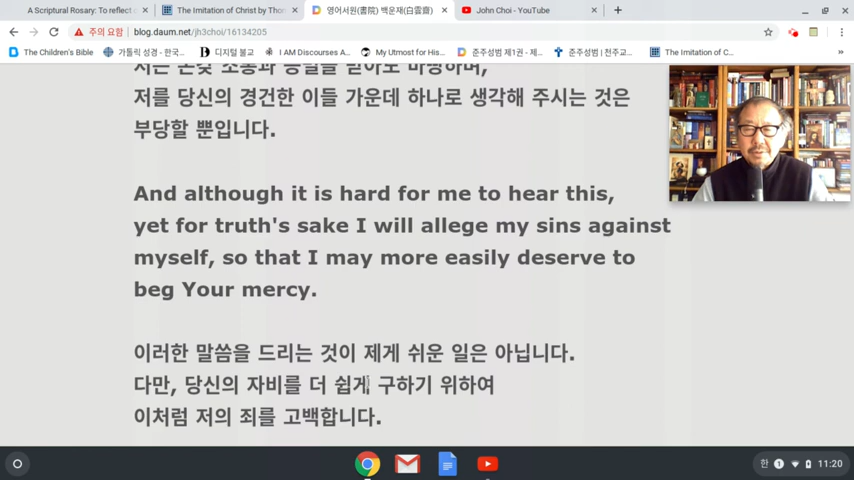 A Scriptural Rosary: To reflect
The Imitation of Christ by Tho
영어서원(書院) 백운재(白雲齋)
John Choi - YouTube
주의 요함
blog.daum.net/jh3choi/16134205
The Children's Bible
가톨릭 성경 - 한국...
디지털 불교
I AM Discourses A...
My Utmost for His...
준주성범 제1권 - 제...
준주성범 | 천주교...
The Imitation of C...
»
저를 당신의 경건한 이들 가운데 하나로 생각해 주시는 것은
부당할 뿐입니다.
And although it is hard for me to hear this,
yet for truth's sake I will allege my sins against
myself, so that I may more easily deserve to
beg Your mercy.
이러한 말씀을 드리는 것이 제게 쉬운 일은 아닙니다.
다만, 당신의 자비를 더 쉽게 구하기 위하여
이처럼 저의 죄를 고백합니다.
한
1
11:20